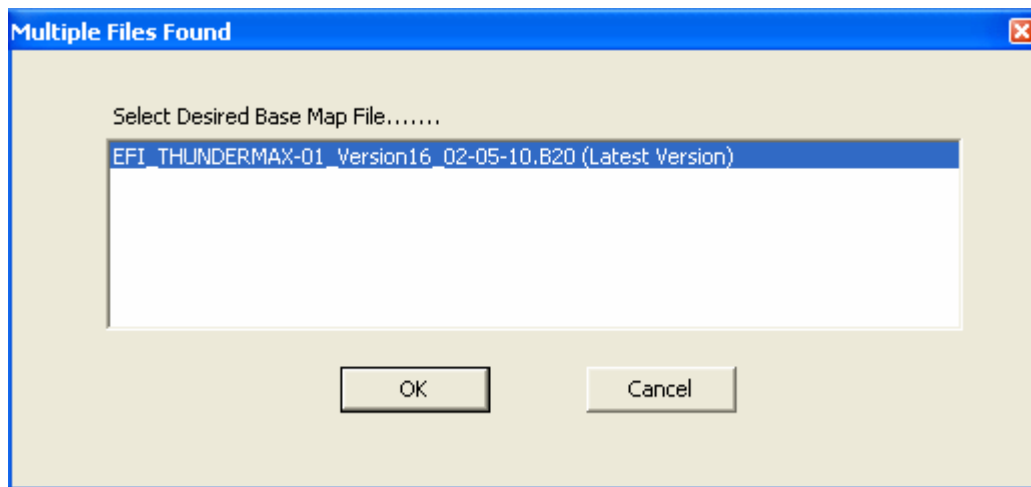 Multiple Files Found
Select Desired Base Map File.......
EFI_THUNDERMAX-01_Version16_02-05-10.B20 (Latest Version)
OK Cancel